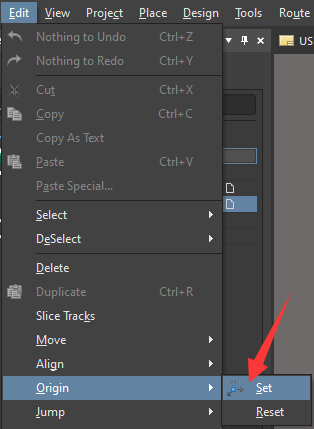 Edit View Project Place Design Tools Route
Nothing to Undo Ctrl+Z
US
Nothing to Redo Ctrl+Y
Cut Ctrl+X
Copy Ctrl+C
Copy As Text
Paste Ctrl+V
Paste Special...
Select
DeSelect
Delete
Duplicate Ctrl+R
Slice Tracks
Move
Align
Origin Set
Jump Reset